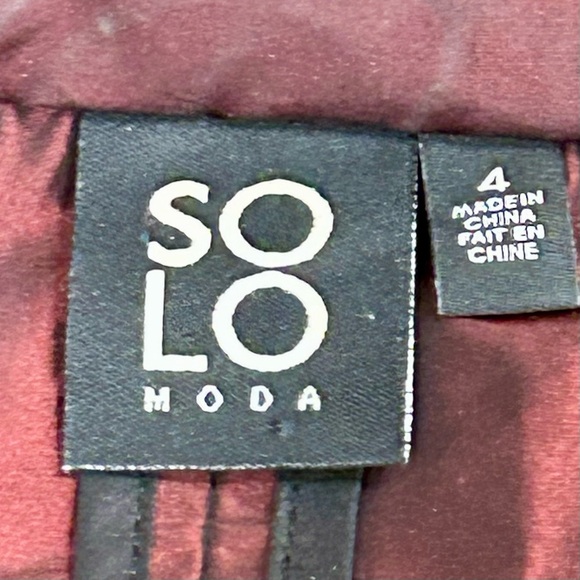 SO
LO
MODA
4
MADE IN
CHINA
FAIT EN
CHINE